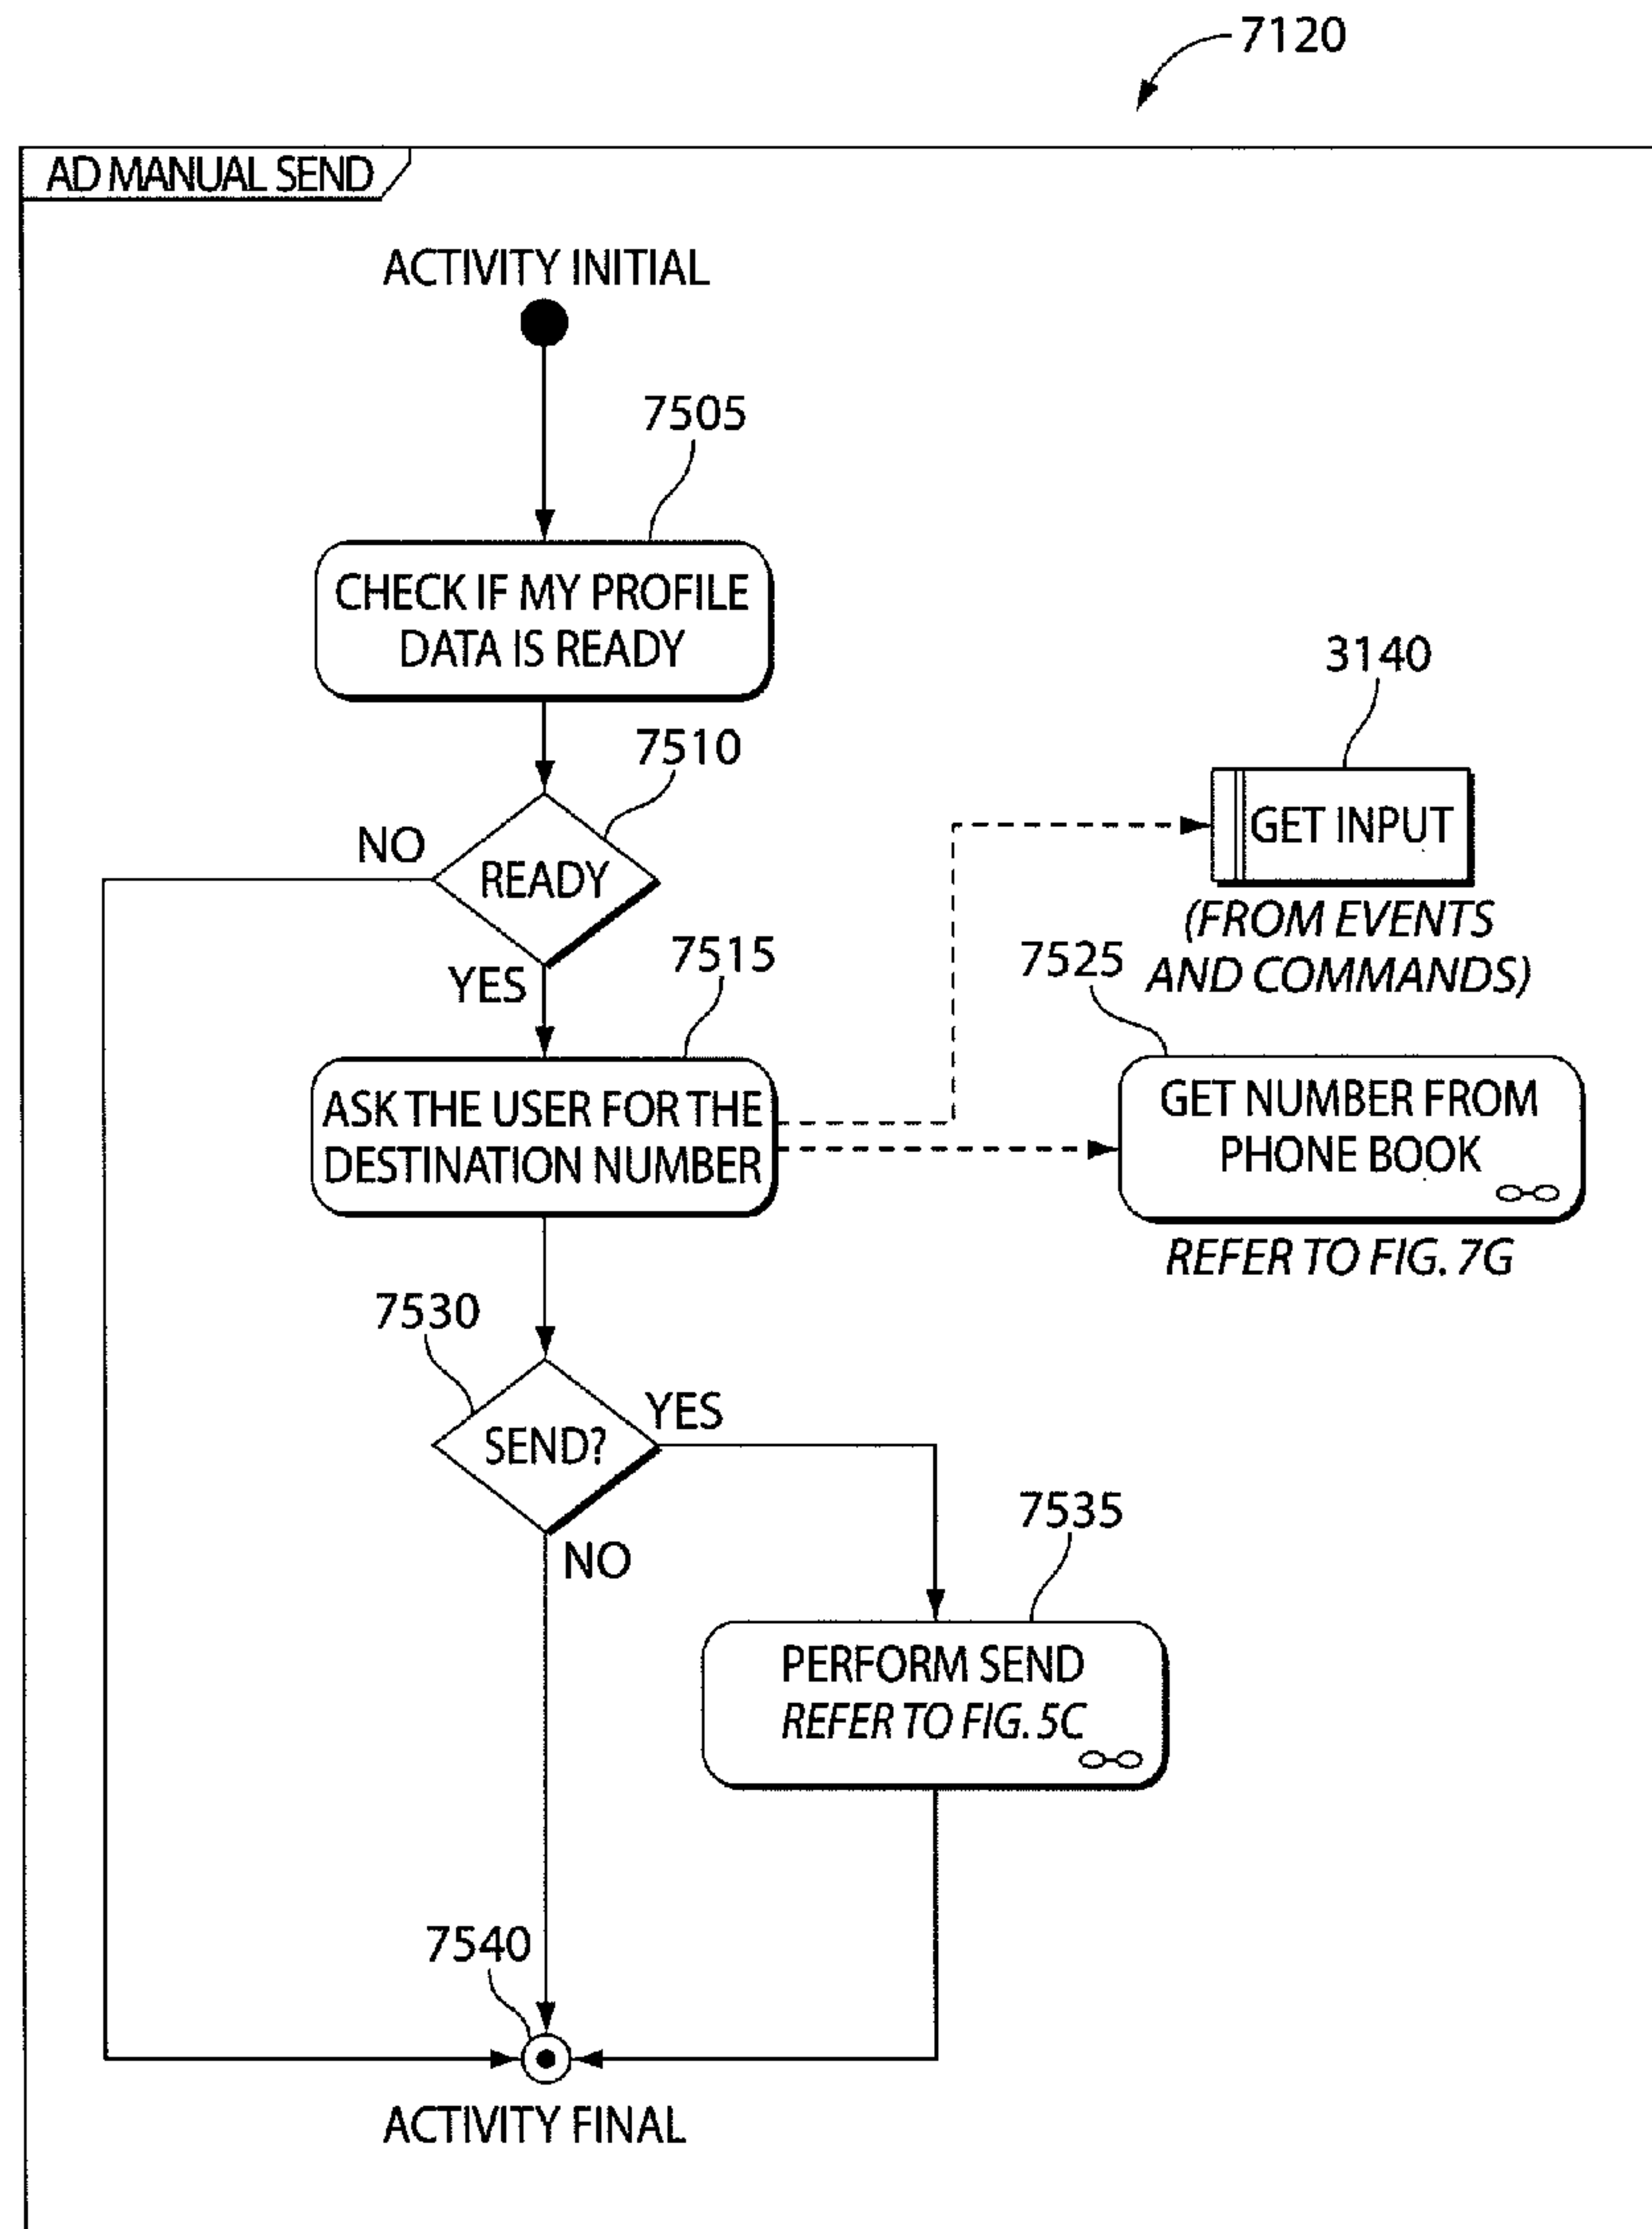 7120
AD MANUAL SEND
ACTIVITY INITIAL
7505
CHECK IF MY PROFILE
DATA IS READY
7510
NO
READY
YES
3140
GET INPUT
(FROM EVENTS
AND COMMANDS)
7515
ASK THE USER FOR THE
DESTINATION NUMBER
7525
GET NUMBER FROM
PHONE BOOK
REFER TO FIG. 7G
7530
SEND?
YES
NO
7535
PERFORM SEND
REFER TO FIG. 5C
7540
ACTIVITY FINAL